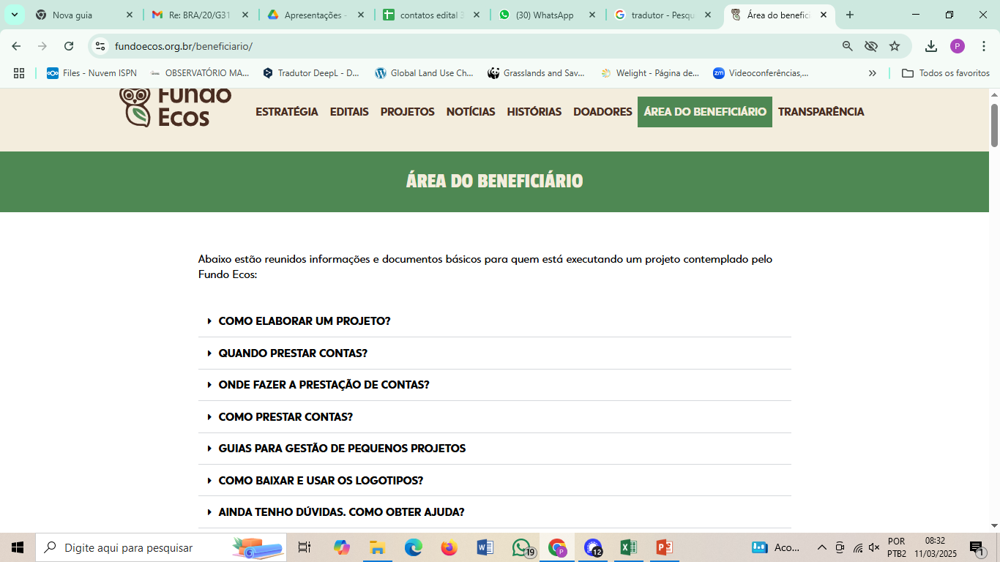 Nova guia
Re: BRA/20/G31
Apresentações -
contatos edital 3
(30) WhatsApp
tradutor - Pesqu
Área do benefici
fundoecos.org.br/beneficiario/
P
Files - Nuvem ISPN
OBSERVATÓRIO MA...
Tradutor DeepL - D...
Global Land Use Ch...
Grasslands and Sav...
Welight - Página de...
zm
Videoconferências,...
Todos os favoritos
Fundo
Ecos
ESTRATÉGIA
EDITAIS
PROJETOS
NOTÍCIAS
HISTÓRIAS
DOADORES
ÁREA DO BENEFICIÁRIO
TRANSPARÊNCIA
ÁREA DO BENEFICIÁRIO
Abaixo estão reunidos informações e documentos básicos para quem está executando um projeto contemplado pelo
Fundo Ecos:
COMO ELABORAR UM PROJETO?
QUANDO PRESTAR CONTAS?
ONDE FAZER A PRESTAÇÃO DE CONTAS?
COMO PRESTAR CONTAS?
GUIAS PARA GESTÃO DE PEQUENOS PROJETOS
COMO BAIXAR E USAR OS LOGOTIPOS?
AINDA TENHO DÚVIDAS. COMO OBTER AJUDA?
Digite aqui para pesquisar
19
P
12
Aco...
POR
PTB2
08:32
11/03/2025
1